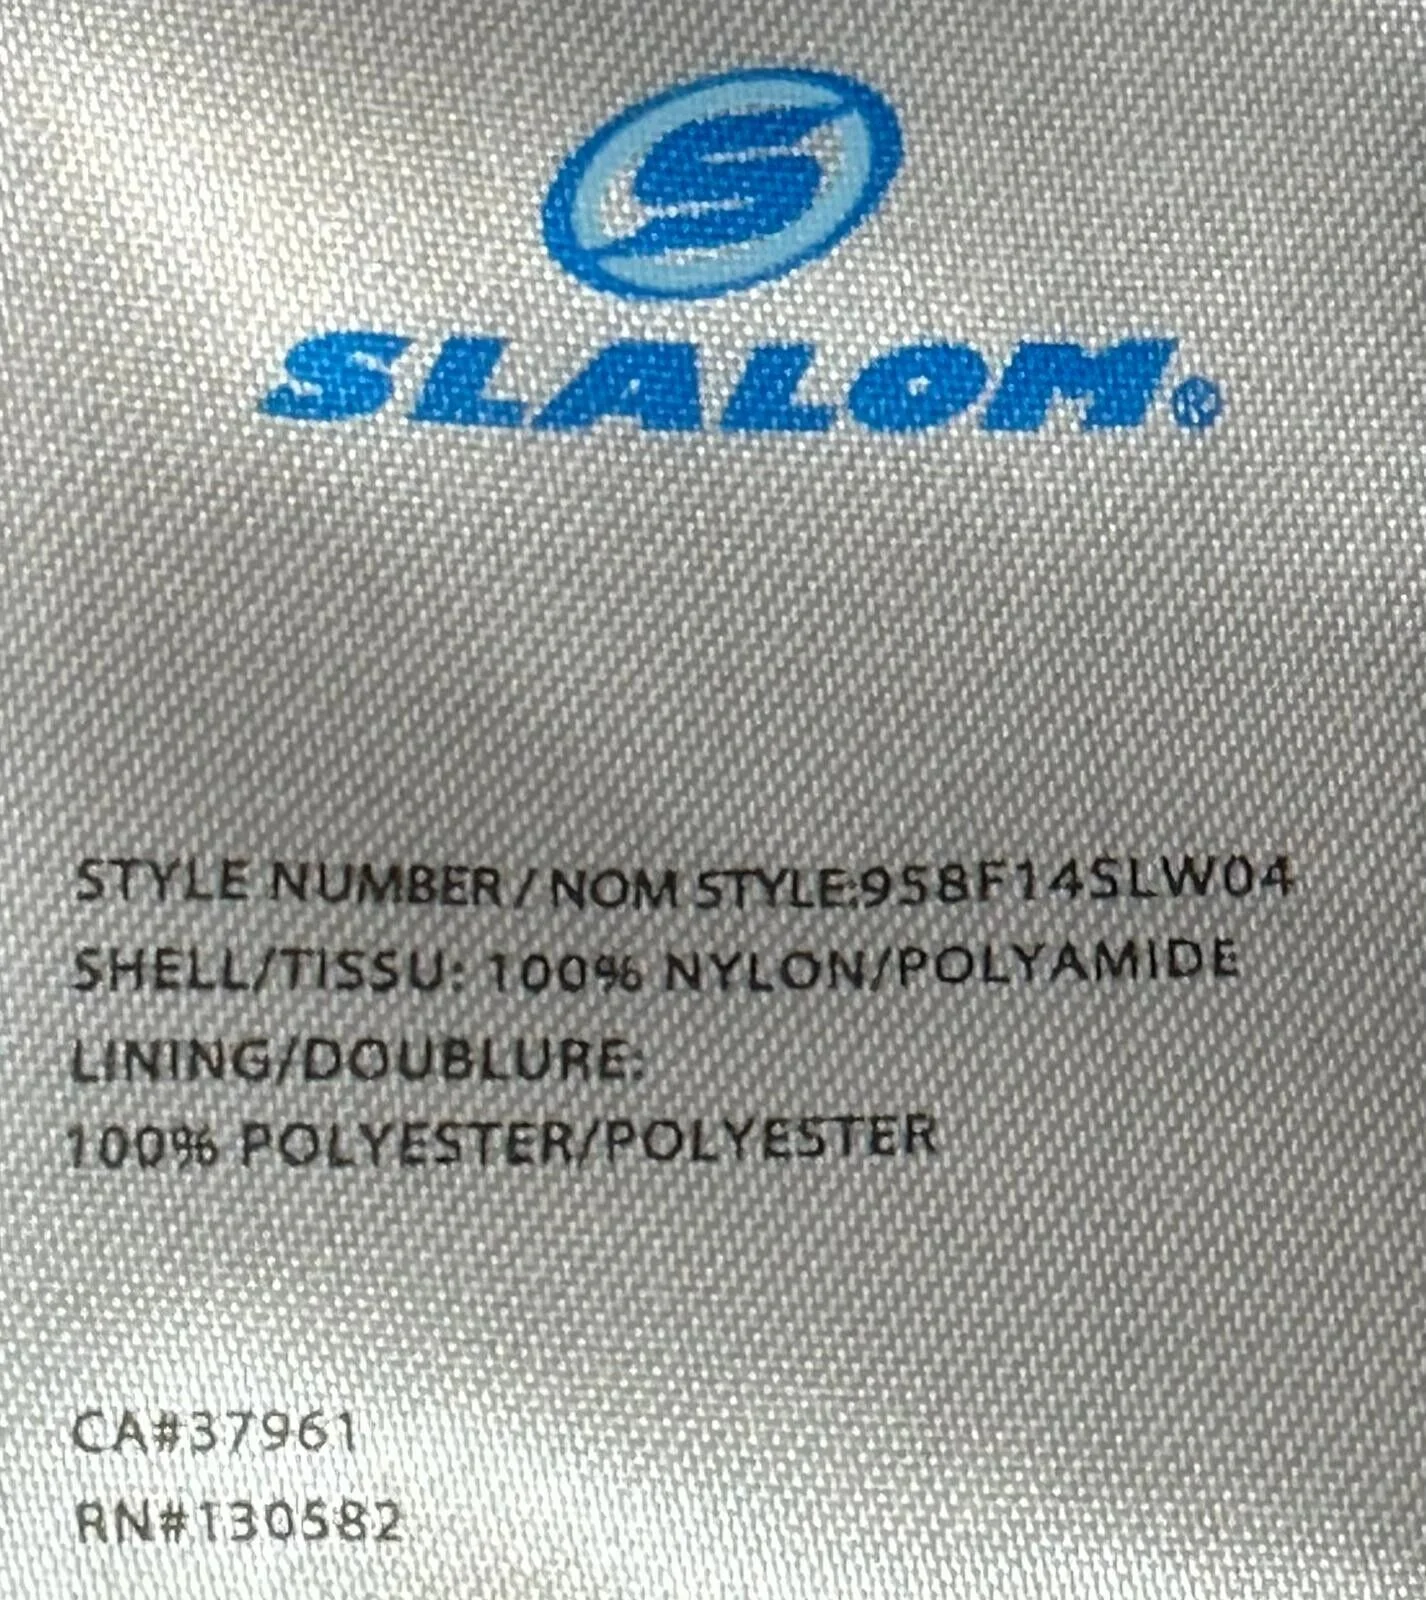 S
SLALOM®
STYLE NUMBER/NOM STYLE:958F14SLW04
SHELL/TISSU: 100% NYLON/POLYAMIDE
LINING/DOUBLURE:
100% POLYESTER/POLYESTER
CA#37961
RN#130582